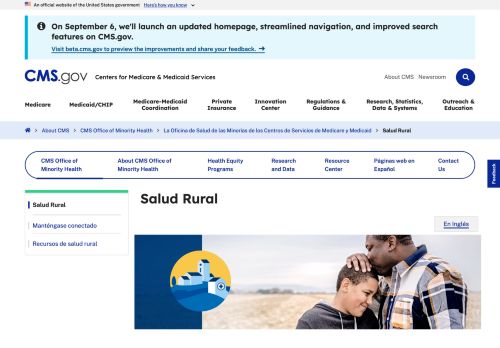 An official website of the United States government Here's how you know
On September 6, we'll launch an updated homepage, streamlined navigation, and improved search
features on CMS.gov.
Visit beta.cms.gov to preview the improvements and share your feedback. →
CMS.gov Centers for Medicare & Medicaid Services
About CMS Newsroom
Medicare Medicaid/CHIP Medicare-Medicaid Coordination Private Insurance Innovation Center Regulations & Guidance Research, Statistics, Data & Systems Outreach & Education
> About CMS > CMS Office of Minority Health > La Oficina de Salud de las Minorías de los Centros de Servicios de Medicare y Medicaid > Salud Rural
CMS Office of Minority Health About CMS Office of Minority Health Health Equity Programs Research and Data Resource Center Páginas web en Español Contact Us
Feedback
Salud Rural
Manténgase conectado
Recursos de salud rural
Salud Rural
En inglés